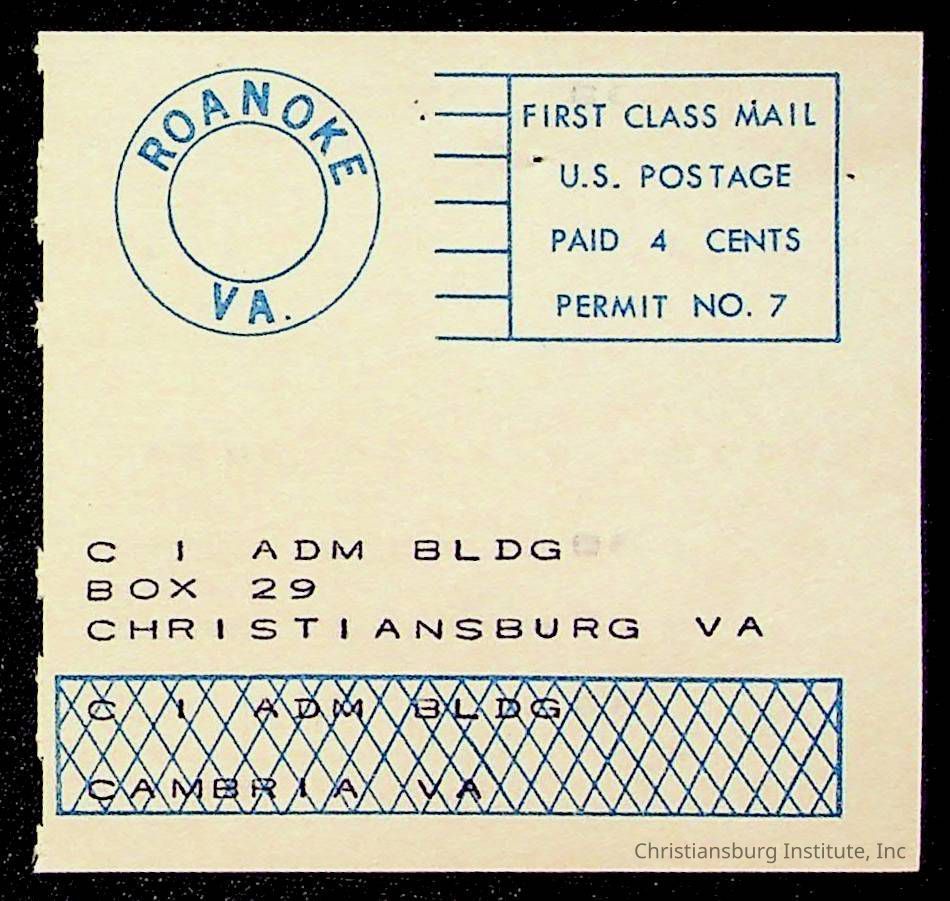 ROANOKE
VA.
FIRST CLASS MAIL
U.S. POSTAGE
PAID 4 CENTS
PERMIT NO. 7
C I ADM BLDG
BOX 29
CHRISTIANSBURG VA
C I ADM BLDG
CAMBRIA VA
Christiansburg Institute, Inc